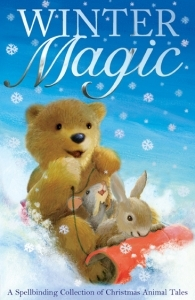 WINTER
Magic
A Spellbinding Collection of Christmas Animal Tales